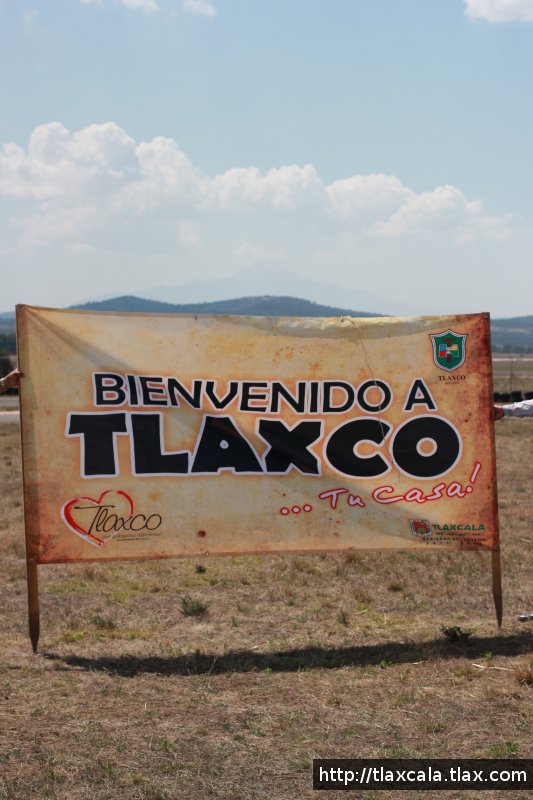 TLAXCO
BIENVENIDO A
TLAXCO
... Tu Casa!
Tlaxco
TLAXCALA
http://tlaxcala.tlax.com